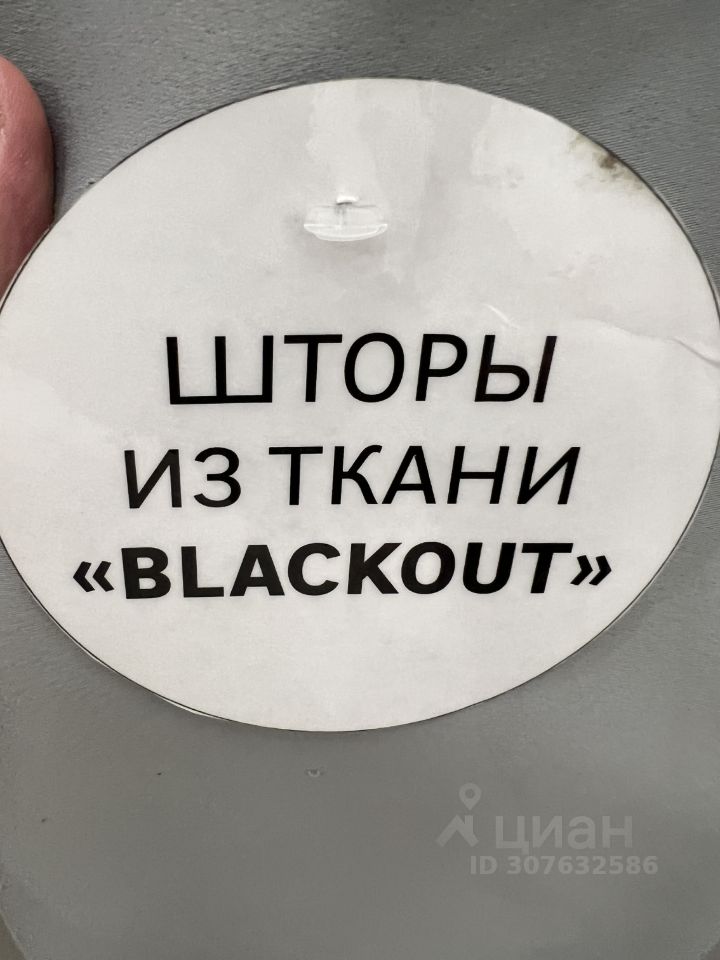 ШТОРЫ
ИЗ ТКАНИ
«BLACKOUT»
циан
ID 307632586